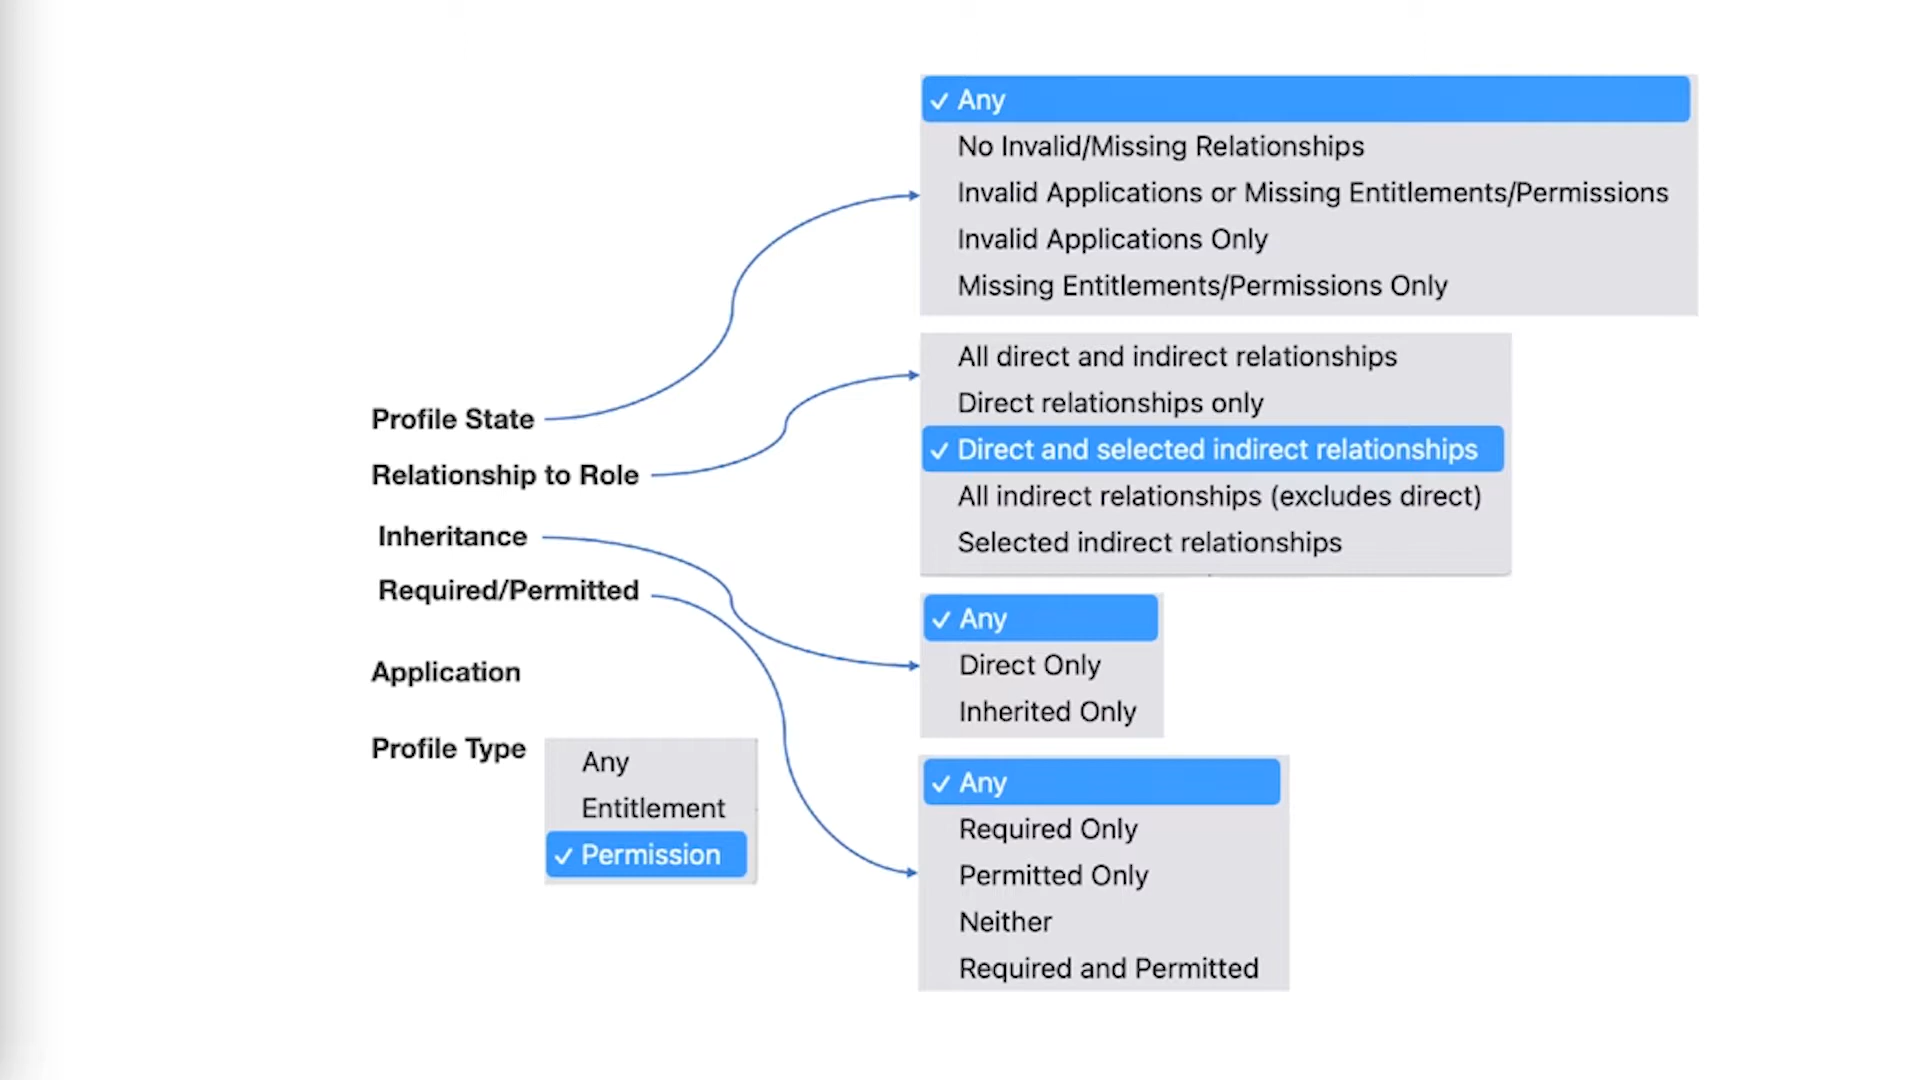 Any
No Invalid/Missing Relationships
Invalid Applications or Missing Entitlements/Permissions
Invalid Applications Only
Missing Entitlements/Permissions Only
All direct and indirect relationships
Direct relationships only
Direct and selected indirect relationships
All indirect relationships (excludes direct)
Selected indirect relationships
Profile State
Relationship to Role
Inheritance
Required/Permitted
Application
Profile Type
Any
Entitlement
Permission
Any
Direct Only
Inherited Only
Any
Required Only
Permitted Only
Neither
Required and Permitted